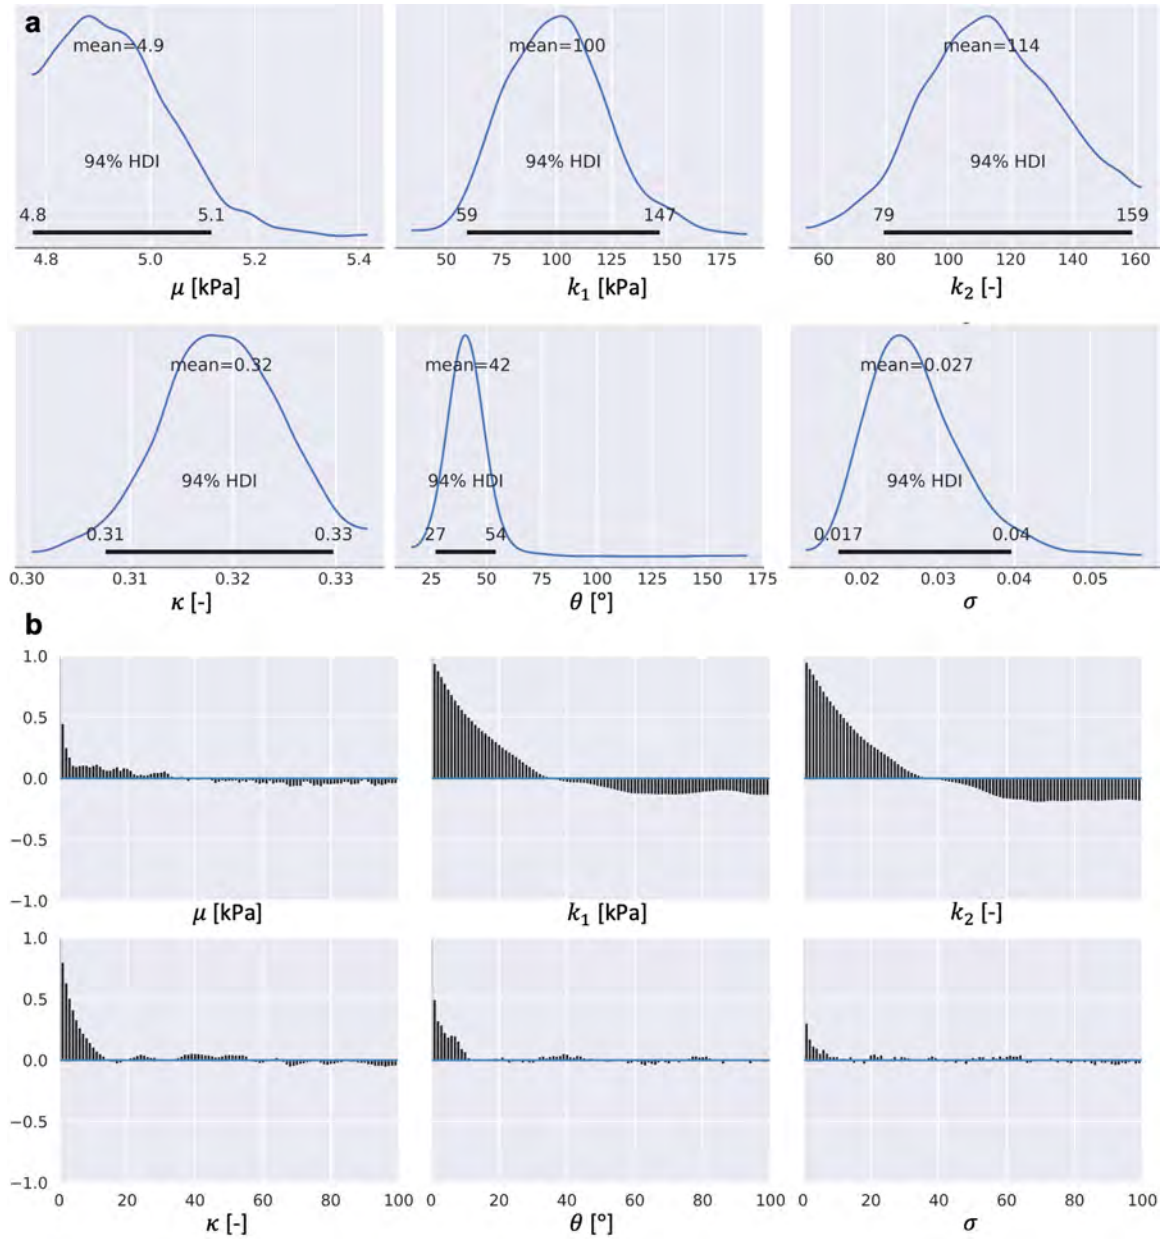 a
mean=4.9
94% HDI
4.8 5.1
4.8 5.0 5.2 5.4
μ [kPa]
mean=100
94% HDI
59 147
50 75 100 125 150 175
k₁ [kPa]
mean=114
94% HDI
79 159
60 80 100 120 140 160
k₂ [-]
mean=0.32
94% HDI
0.31 0.33
0.30 0.31 0.32 0.33
κ [-]
mean=42
94% HDI
27 54
25 50 75 100 125 150 175
θ [°]
mean=0.027
94% HDI
0.017 0.04
0.02 0.03 0.04 0.05
σ
b
1.0
0.5
0.0
−0.5
−1.0
μ [kPa]
k₁ [kPa]
k₂ [-]
1.0
0.5
0.0
−0.5
−1.0
0 20 40 60 80 100
κ [-]
0 20 40 60 80 100
θ [°]
0 20 40 60 80 100
σ